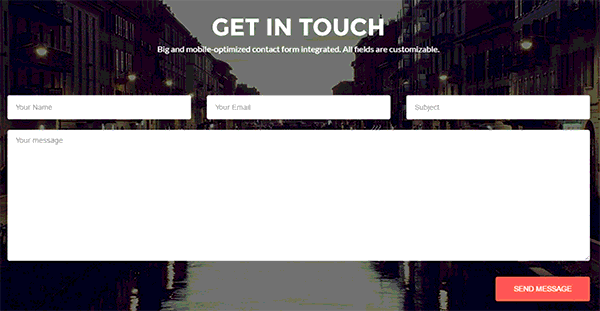 GET IN TOUCH
Big and mobile-optimized contact form integrated. All fields are customizable.
Your Name Your Email Subject
Your message
SEND MESSAGE